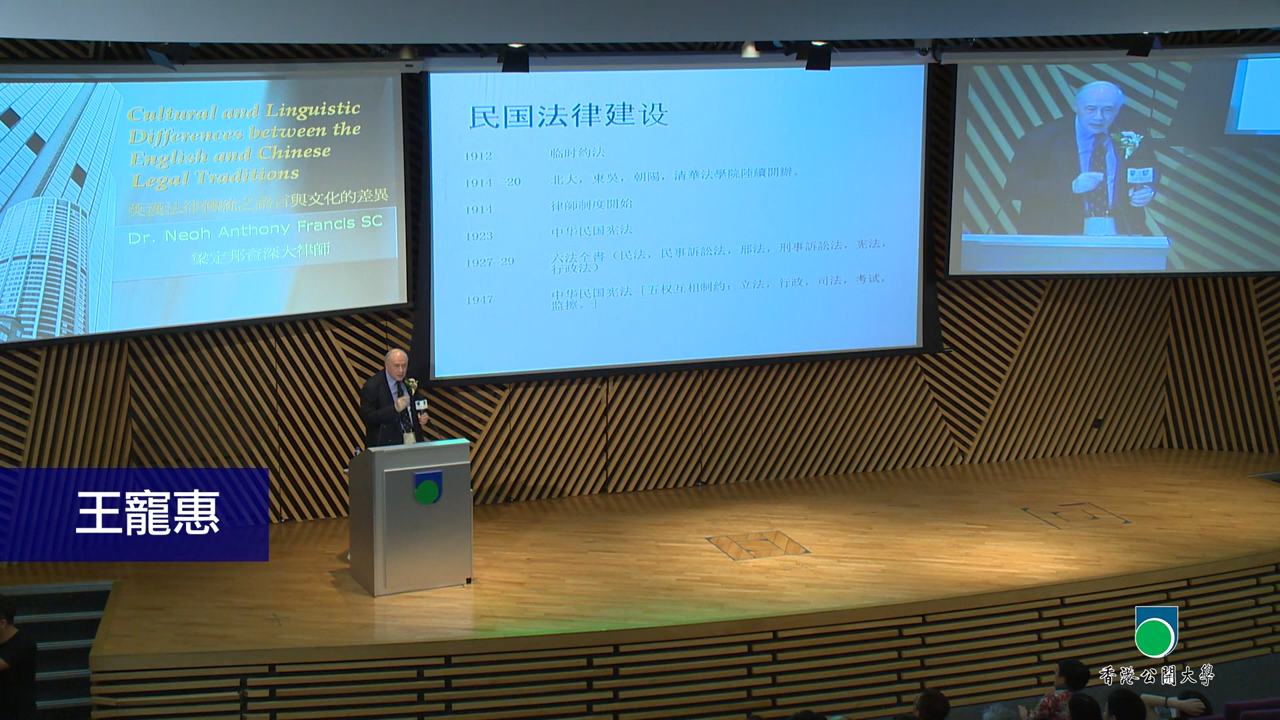 Cultural and Linguistic
Differences between the
English and Chinese
Legal Traditions
英漢法律傳統之語言與文化的差異
Dr. Neoh Anthony Francis SC
梁定邦資深大律師
民国法律建设
1912 临时约法
1914 -20 北大，東吳，朝陽，清華法學院陸續開辦。
1914 律師制度開始
1923 中华民国宪法
1927-29 六法全書（民法，民事訴訟法，刑法，刑事訴訟法，宪法，
行政法）
1947 中华民国宪法［五权互相制约：立法，行政，司法，考试，
監察。］
王寵惠
香港公開大學